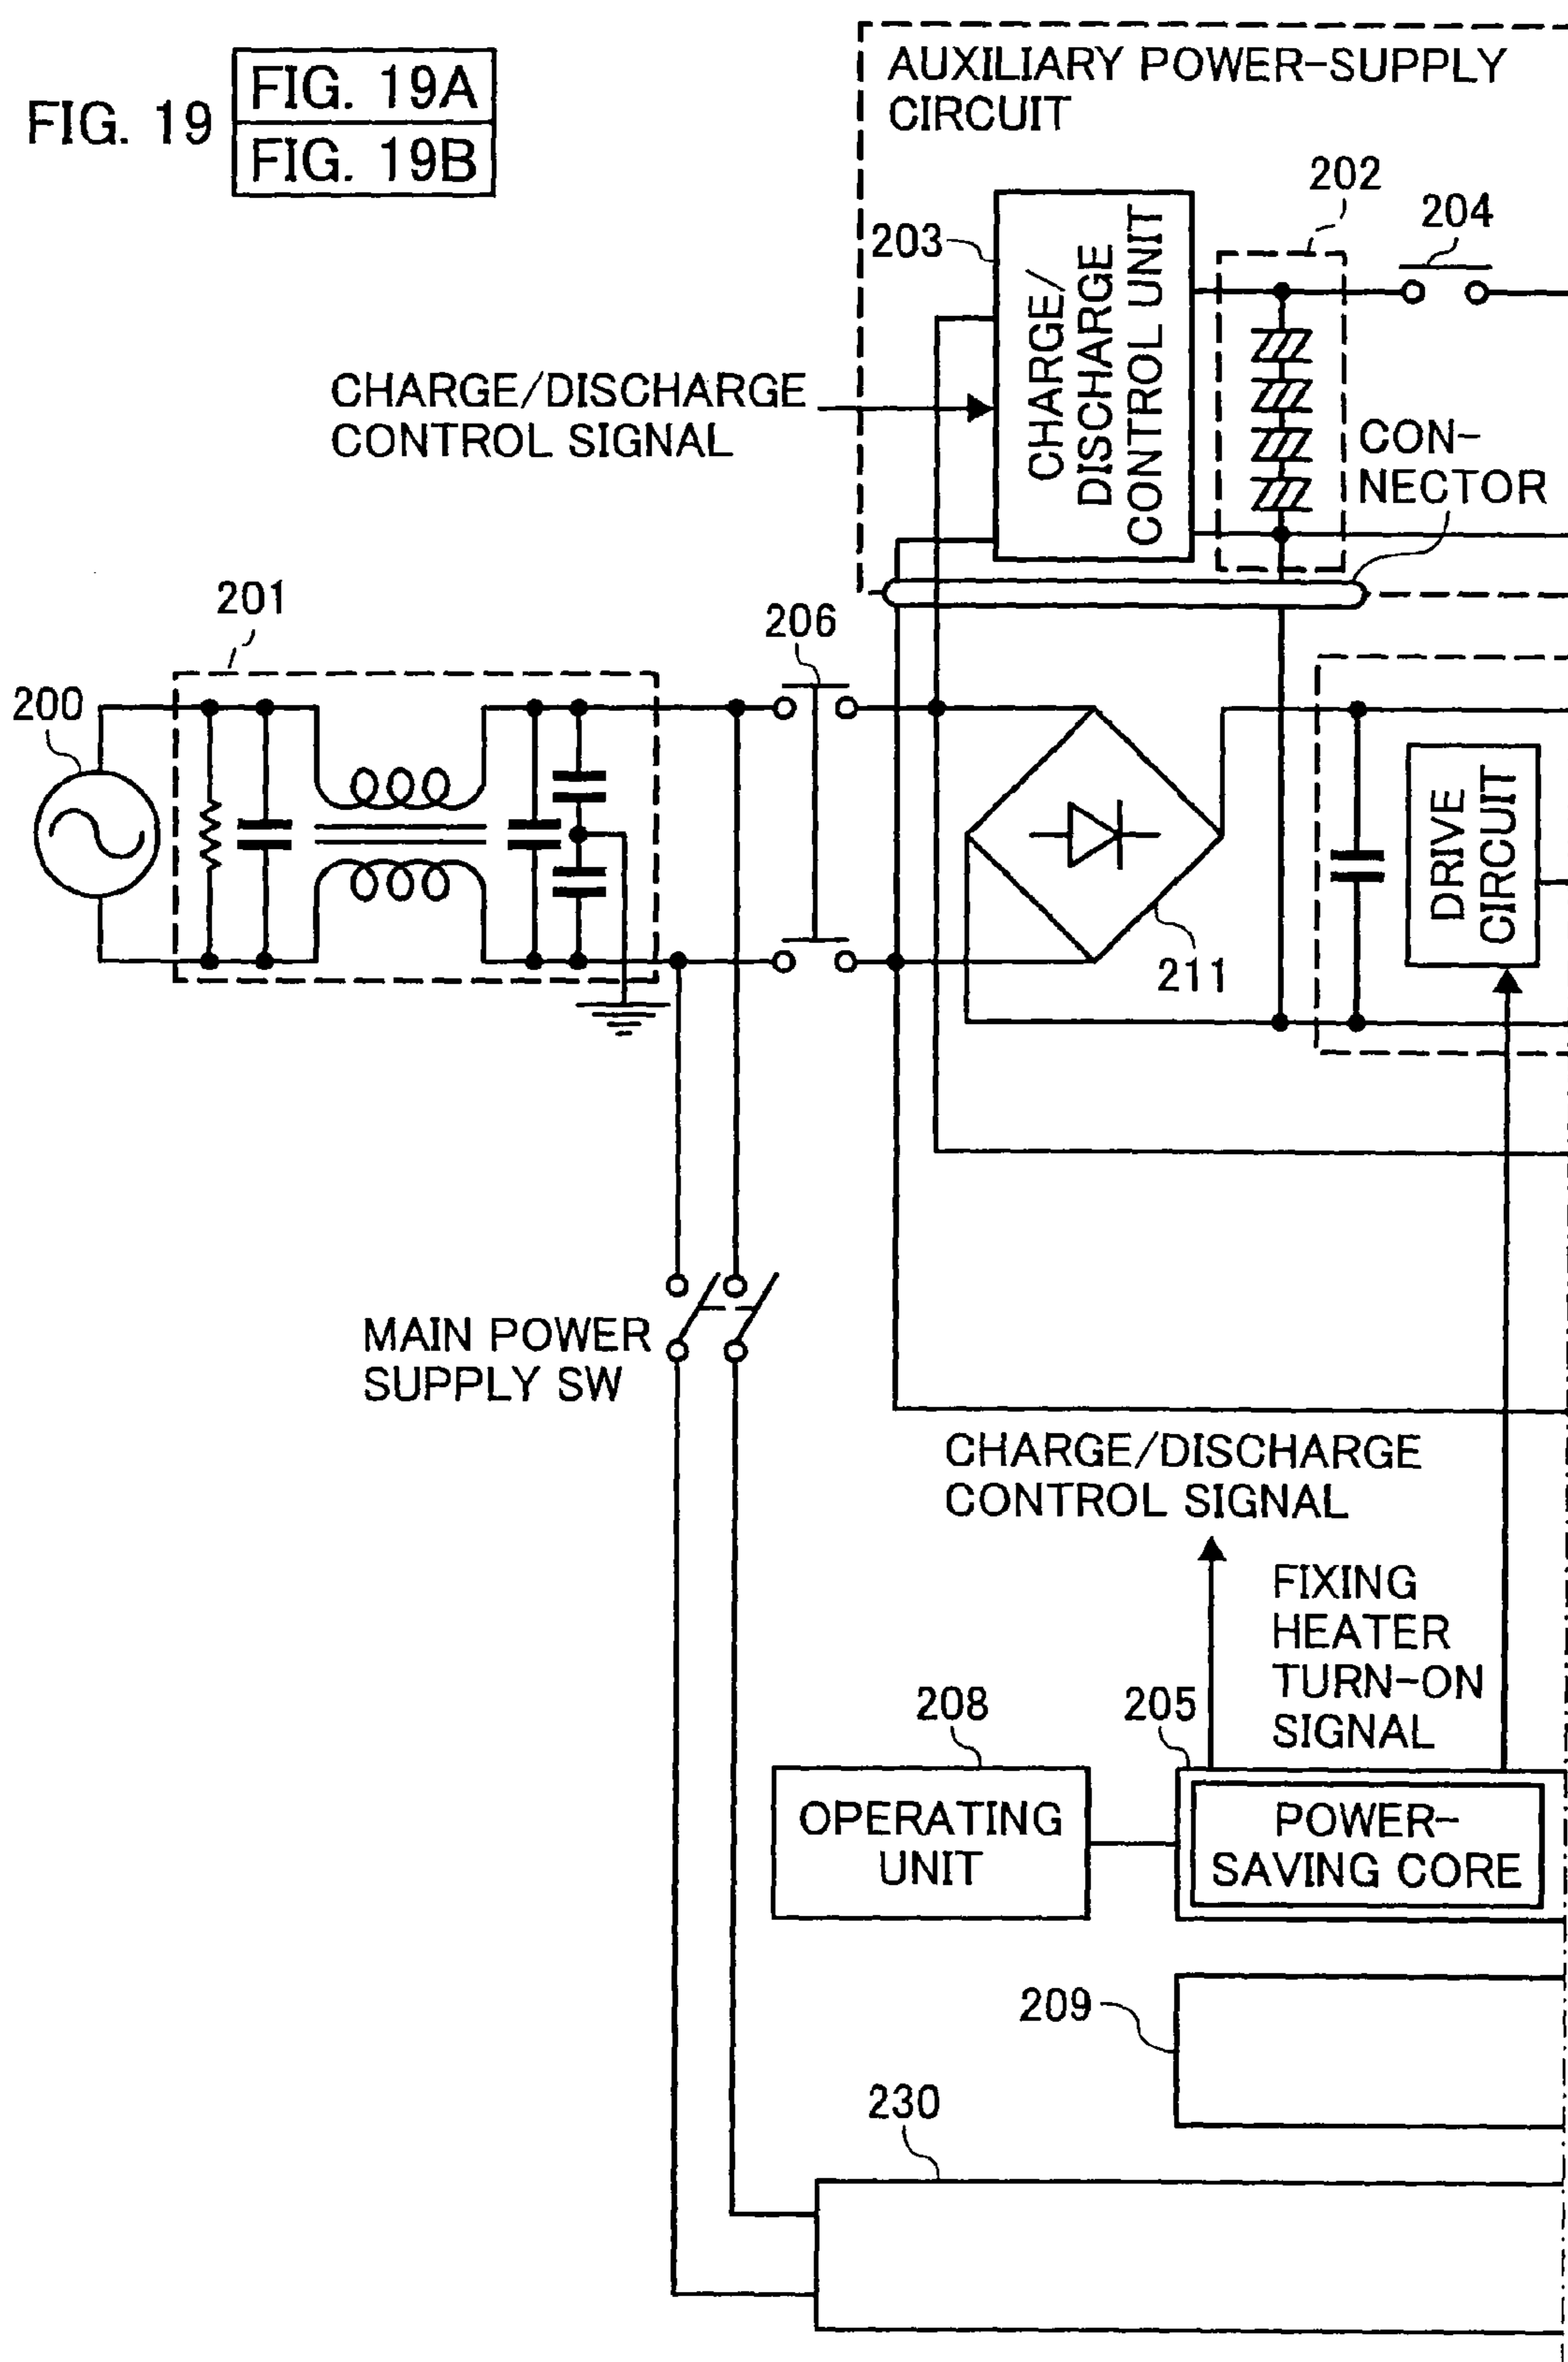 FIG. 19
FIG. 19A
FIG. 19B
AUXILIARY POWER-SUPPLY
CIRCUIT
202
204
203
CHARGE/
DISCHARGE
CONTROL UNIT
CHARGE/DISCHARGE
CONTROL SIGNAL
CON-
NECTOR
201
206
200
DRIVE
CIRCUIT
211
MAIN POWER
SUPPLY SW
CHARGE/DISCHARGE
CONTROL SIGNAL
FIXING
HEATER
TURN-ON
SIGNAL
208
205
OPERATING
UNIT
POWER-
SAVING CORE
209
230